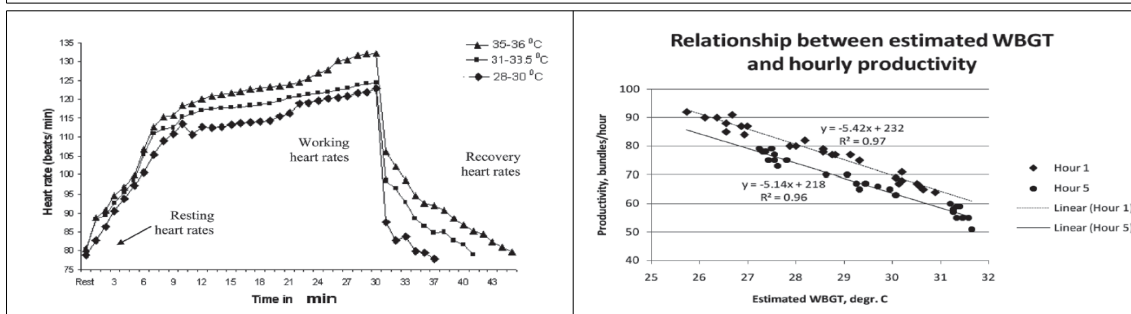 135
130
125
120
115
110
105
100
95
90
85
80
75
Heart rate (beats/ min)
35-36 ⁰C
31-33.5 ⁰C
28-30 ⁰C
Working
heart rates
Recovery
heart rates
Resting
heart rates
Rest 3 6 9 12 15 18 21 24 27 30 33 36 40 43
Time in min
Relationship between estimated WBGT
and hourly productivity
100
90
80
70
60
50
40
Productivity, bundles/hour
y = -5.42x + 232
R² = 0.97
y = -5.14x + 218
R² = 0.96
Hour 1
Hour 5
Linear (Hour 1)
Linear (Hour 5)
25 26 27 28 29 30 31 32
Estimated WBGT, degr. C